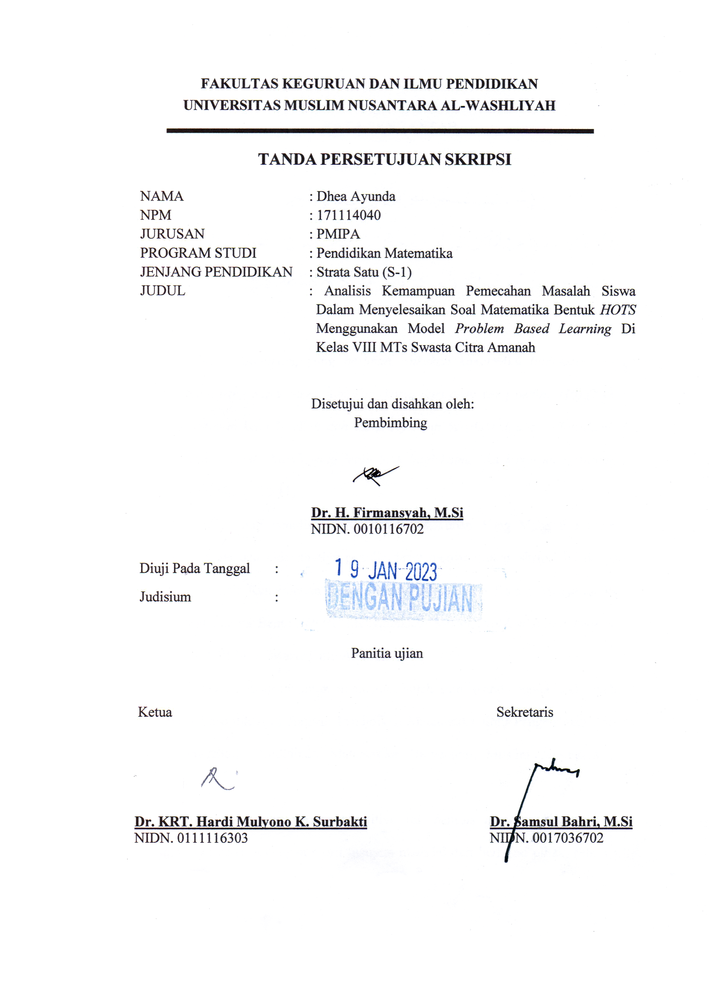 FAKULTAS KEGURUAN DAN ILMU PENDIDIKAN
UNIVERSITAS MUSLIM NUSANTARA AL-WASHLIYAH
TANDA PERSETUJUAN SKRIPSI
NAMA : Dhea Ayunda
NPM : 171114040
JURUSAN : PMIPA
PROGRAM STUDI : Pendidikan Matematika
JENJANG PENDIDIKAN : Strata Satu (S-1)
JUDUL : Analisis Kemampuan Pemecahan Masalah Siswa
Dalam Menyelesaikan Soal Matematika Bentuk HOTS
Menggunakan Model Problem Based Learning Di
Kelas VIII MTs Swasta Citra Amanah
Disetujui dan disahkan oleh:
Pembimbing
Dr. H. Firmansyah, M.Si
NIDN. 0010116702
Diuji Pada Tanggal : 19 JAN 2023
Judisium : DENGAN PUJIAN
Panitia ujian
Ketua Sekretaris
Dr. KRT. Hardi Mulyono K. Surbakti Dr. Samsul Bahri, M.Si
NIDN. 0111116303 NIDN. 0017036702